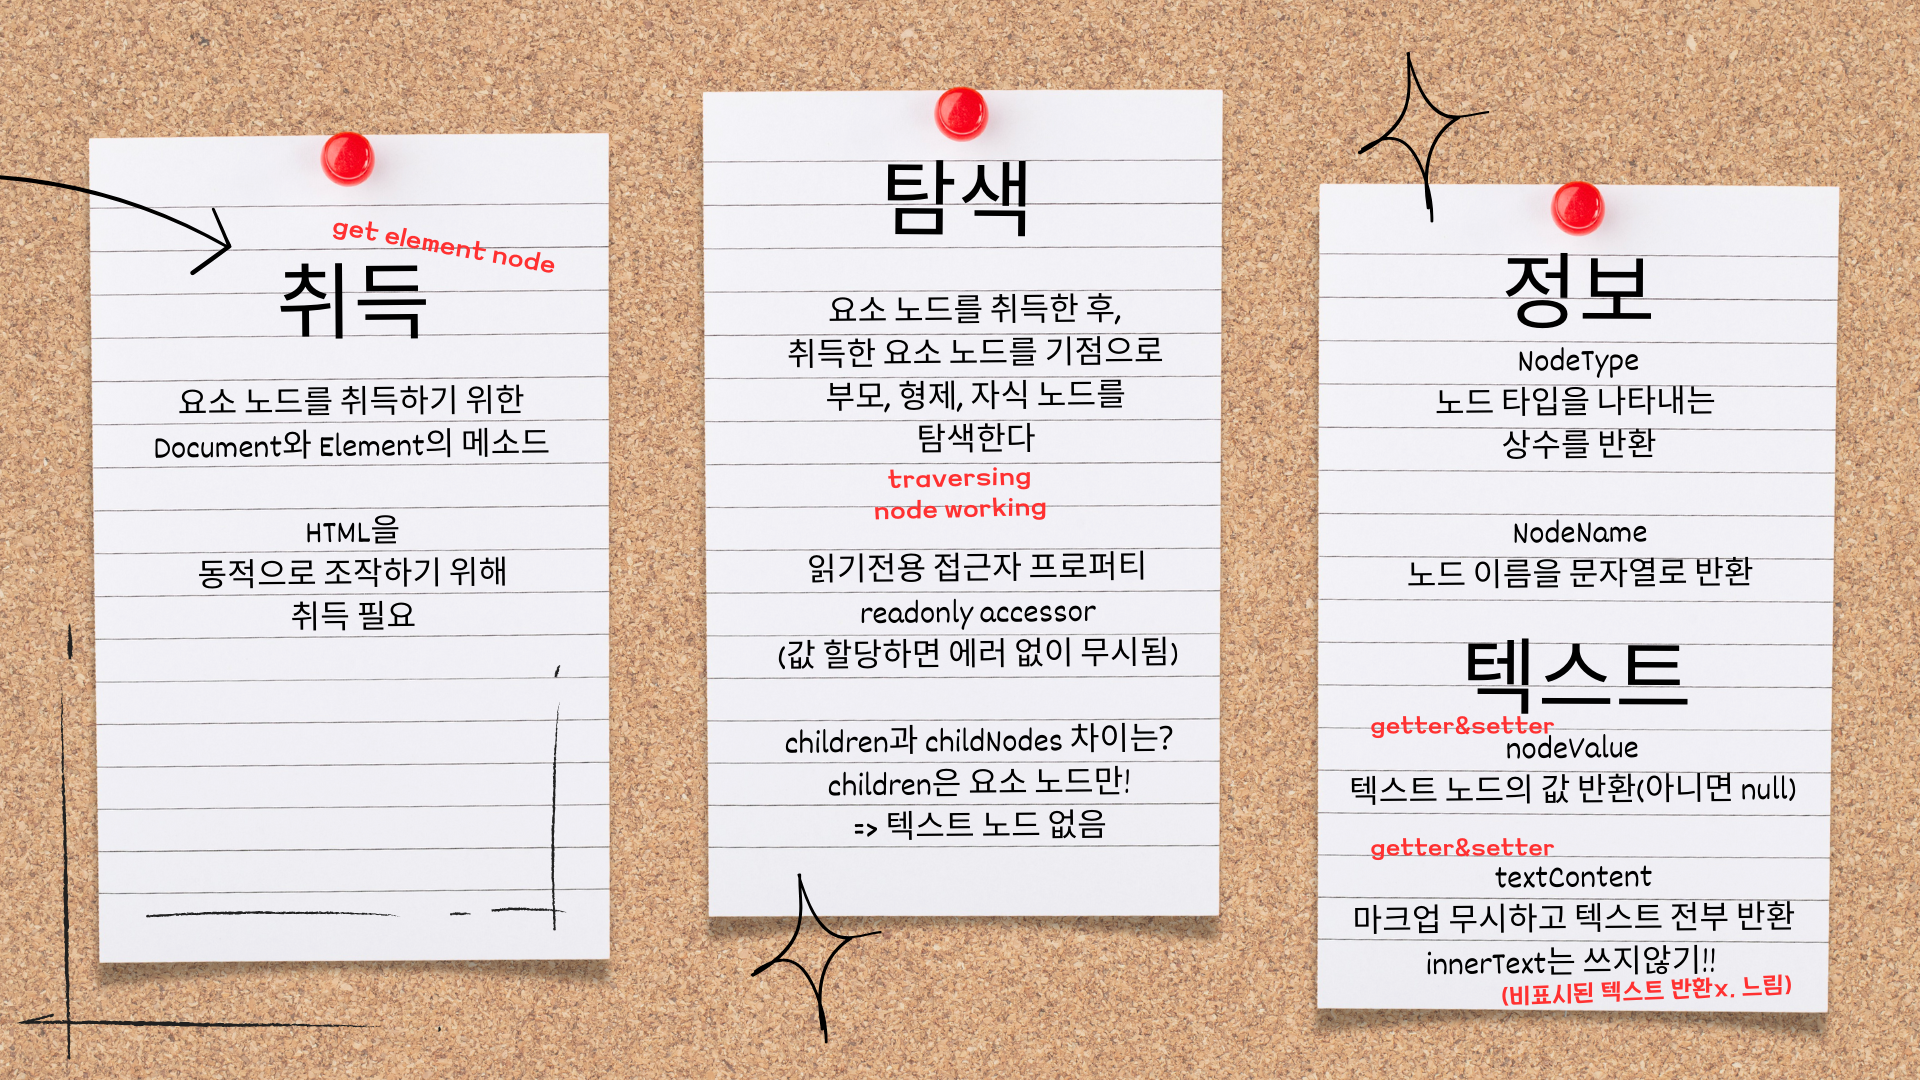 get element node
취득
요소 노드를 취득하기 위한
Document와 Element의 메소드
HTML을
동적으로 조작하기 위해
취득 필요
탐색
요소 노드를 취득한 후,
취득한 요소 노드를 기점으로
부모, 형제, 자식 노드를
탐색한다
traversing
node working
읽기전용 접근자 프로퍼티
readonly accessor
(값 할당하면 에러 없이 무시됨)
children과 childNodes 차이는?
children은 요소 노드만!
=> 텍스트 노드 없음
정보
NodeType
노드 타입을 나타내는
상수를 반환
NodeName
노드 이름을 문자열로 반환
텍스트
getter&setter
nodeValue
텍스트 노드의 값 반환(아니면 null)
getter&setter
textContent
마크업 무시하고 텍스트 전부 반환
innerText는 쓰지않기!!
(비표시된 텍스트 반환x. 느림)